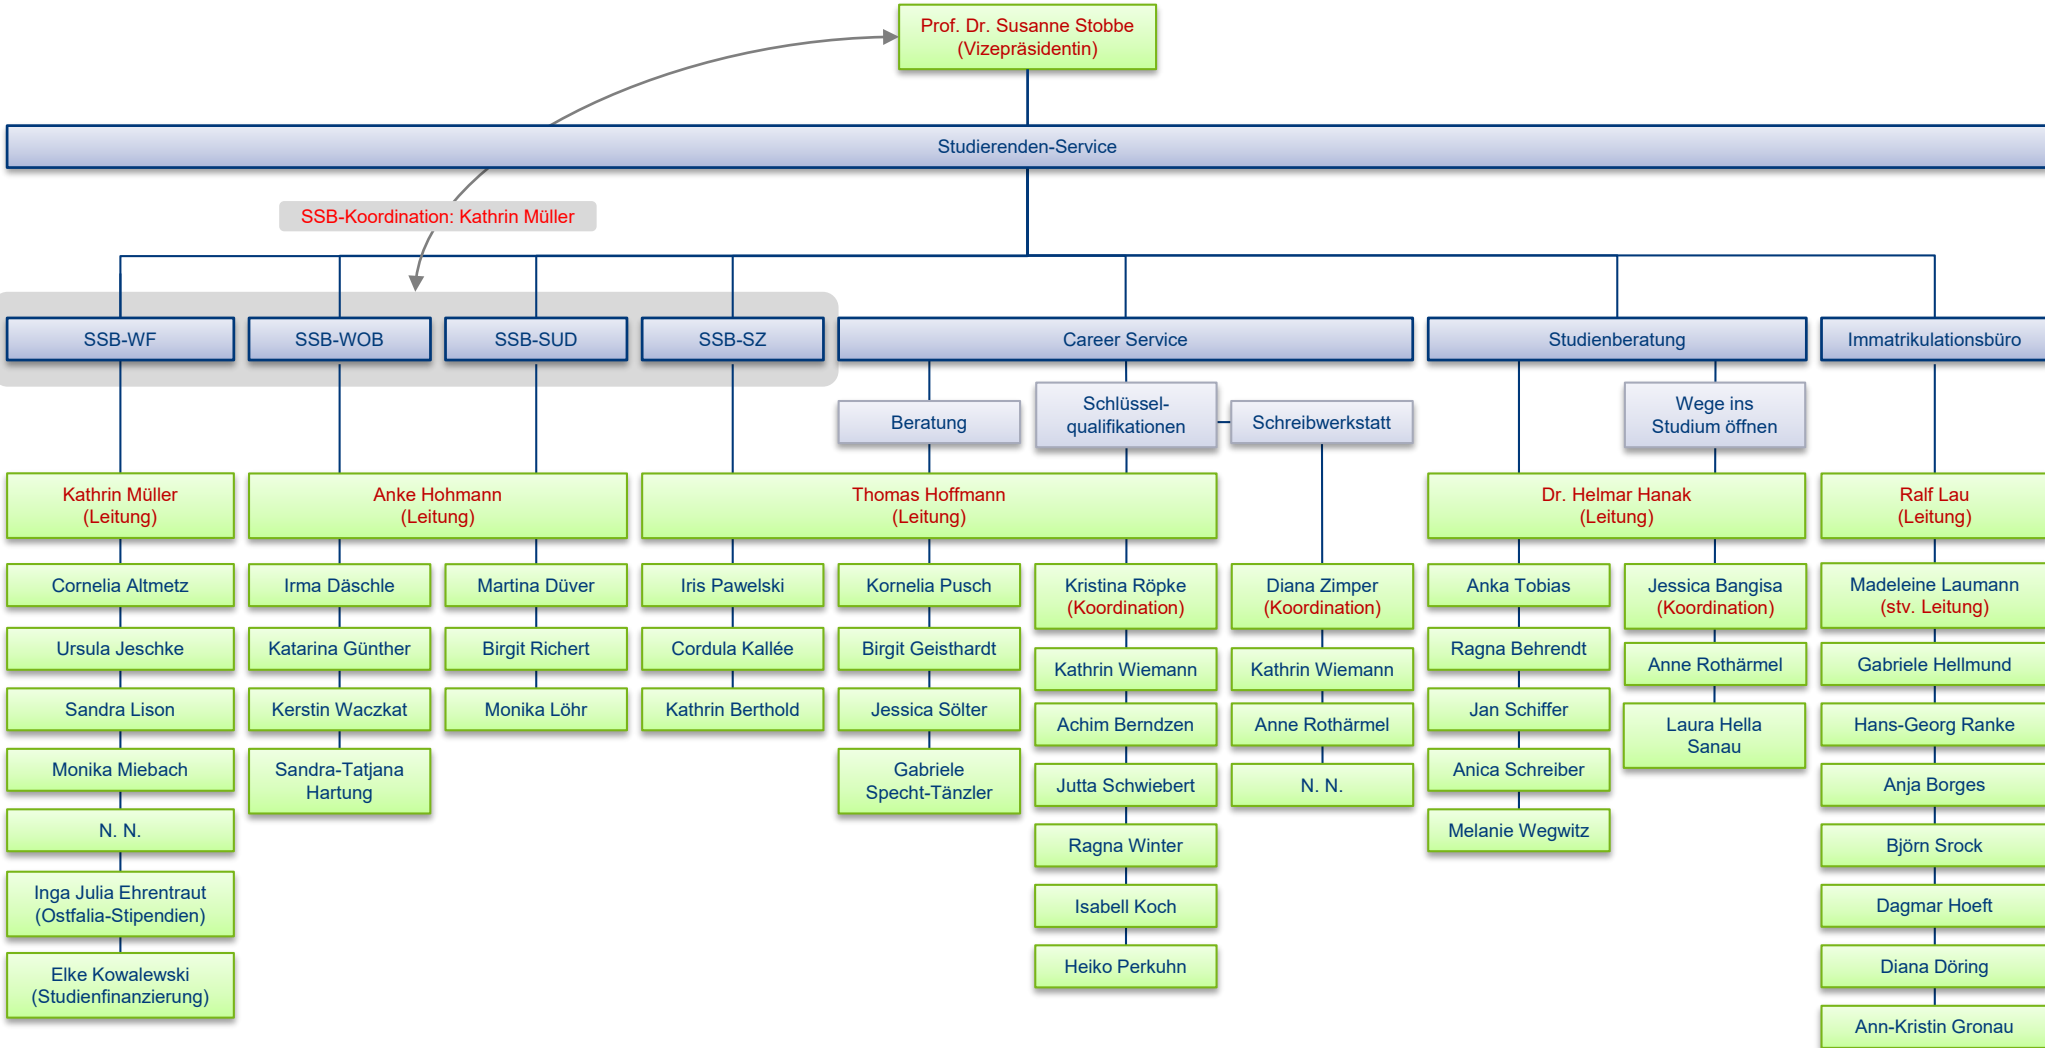 Prof. Dr. Susanne Stobbe
(Vizepräsidentin)
Studierenden-Service
SSB-Koordination: Kathrin Müller
SSB-WF
SSB-WOB
SSB-SUD
SSB-SZ
Career Service
Studienberatung
Immatrikulationsbüro
Beratung
Schlüssel-
qualifikationen
Schreibwerkstatt
Wege ins
Studium öffnen
Kathrin Müller
(Leitung)
Anke Hohmann
(Leitung)
Thomas Hoffmann
(Leitung)
Dr. Helmar Hanak
(Leitung)
Ralf Lau
(Leitung)
Cornelia Altmetz
Ursula Jeschke
Sandra Lison
Monika Miebach
N. N.
Inga Julia Ehrentraut
(Ostfalia-Stipendien)
Elke Kowalewski
(Studienfinanzierung)
Irma Däschle
Katarina Günther
Kerstin Waczkat
Sandra-Tatjana
Hartung
Martina Düver
Birgit Richert
Monika Löhr
Iris Pawelski
Cordula Kallée
Kathrin Berthold
Kornelia Pusch
Birgit Geisthardt
Jessica Sölter
Gabriele
Specht-Tänzler
Kristina Röpke
(Koordination)
Kathrin Wiemann
Achim Berndzen
Jutta Schwiebert
Ragna Winter
Isabell Koch
Heiko Perkuhn
Diana Zimper
(Koordination)
Kathrin Wiemann
Anne Rothärmel
N. N.
Anka Tobias
Ragna Behrendt
Jan Schiffer
Anica Schreiber
Melanie Wegwitz
Jessica Bangisa
(Koordination)
Anne Rothärmel
Laura Hella
Sanau
Madeleine Laumann
(stv. Leitung)
Gabriele Hellmund
Hans-Georg Ranke
Anja Borges
Björn Srock
Dagmar Hoeft
Diana Döring
Ann-Kristin Gronau